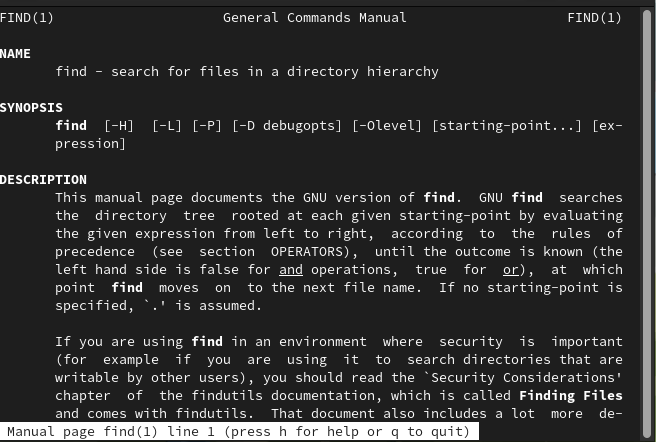 FIND(1) General Commands Manual FIND(1)
NAME
find - search for files in a directory hierarchy
SYNOPSIS
find [-H] [-L] [-P] [-D debugopts] [-Olevel] [starting-point...] [ex-
pression]
DESCRIPTION
This manual page documents the GNU version of find. GNU find searches
the directory tree rooted at each given starting-point by evaluating
the given expression from left to right, according to the rules of
precedence (see section OPERATORS), until the outcome is known (the
left hand side is false for and operations, true for or), at which
point find moves on to the next file name. If no starting-point is
specified, `.' is assumed.
If you are using find in an environment where security is important
(for example if you are using it to search directories that are
writable by other users), you should read the `Security Considerations'
chapter of the findutils documentation, which is called Finding Files
and comes with findutils. That document also includes a lot more de-
Manual page find(1) line 1 (press h for help or q to quit)